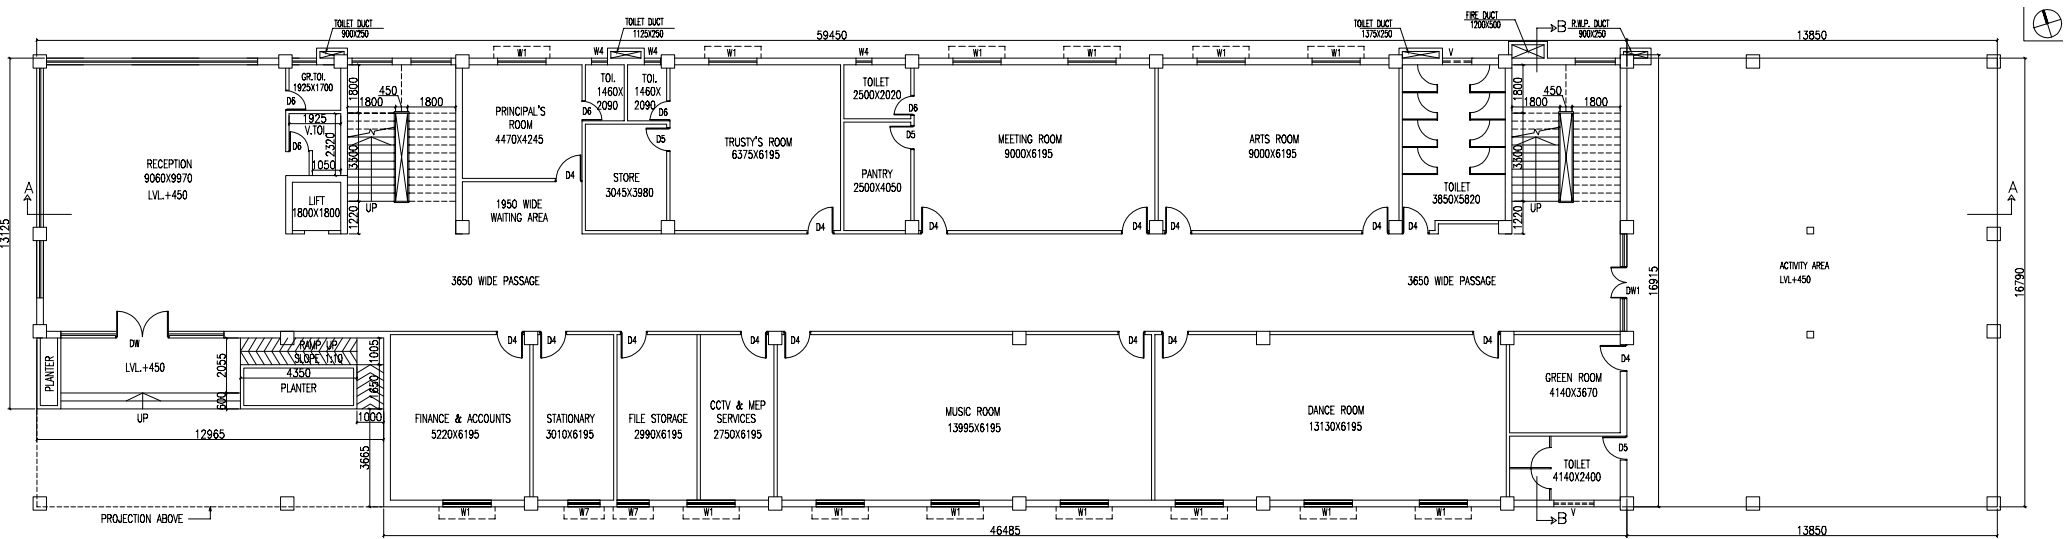 TOILET DUCT
900X250
TOILET DUCT
1125X250
TOILET DUCT
1375X250
FIRE DUCT
1200X500
B
R.W.P. DUCT
900X250
59450
13850
W1
W4
W4
W1
W4
W1
W1
W1
W1
V
GR.TOI.
1925X1700
D6
1800
450
1800
1800
1925
V.TOI.
D6
2320
1050
3300
1220
UP
LIFT
1800X1800
RECEPTION
9060X9970
LVL.+450
A
13125
PRINCIPAL'S
ROOM
4470X4245
D4
TOI.
1460X
2090
D6
TOI.
1460X
2090
D6
D5
STORE
3045X3980
1950 WIDE
WAITING AREA
TRUSTY'S ROOM
6375X6195
D4
TOILET
2500X2020
D6
D5
PANTRY
2500X4050
MEETING ROOM
9000X6195
D4
D4
ARTS ROOM
9000X6195
D4
D4
TOILET
3850X5820
D4
1800
450
1800
1800
3300
1220
UP
A
3650 WIDE PASSAGE
3650 WIDE PASSAGE
DW1
16915
ACTIVITY AREA
LVL+450
16790
DW
LVL.+450
PLANTER
2055
600
UP
RAMP UP
SLOPE 1:10
4350
PLANTER
1005
1650
1000
12965
3665
PROJECTION ABOVE
D4
D4
D4
D4
D4
D4
D4
D4
D4
FINANCE & ACCOUNTS
5220X6195
STATIONARY
3010X6195
FILE STORAGE
2990X6195
CCTV & MEP
SERVICES
2750X6195
MUSIC ROOM
13995X6195
DANCE ROOM
13130X6195
GREEN ROOM
4140X3670
D5
TOILET
4140X2400
W1
W7
W7
W1
W1
W1
W1
W1
W1
W1
B
V
46485
13850